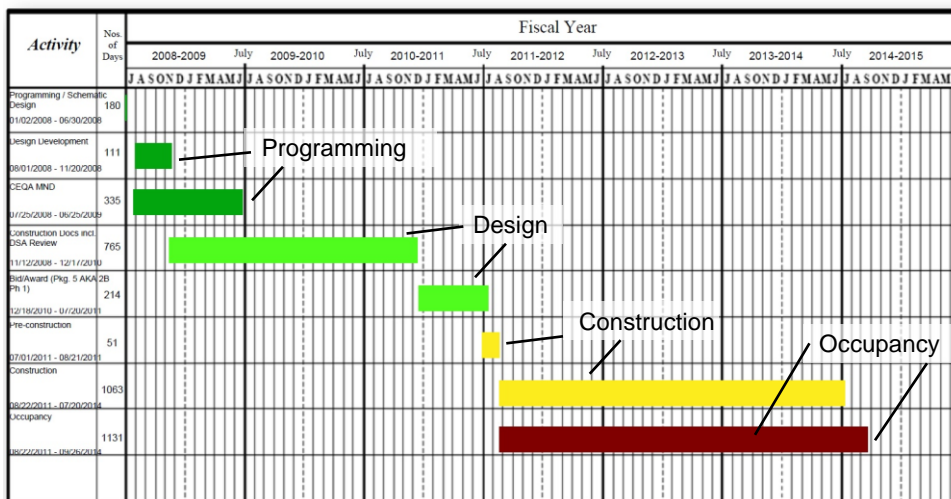 Fiscal Year
Activity
Nos.
of
Days
2008-2009
July
2009-2010
July
2010-2011
July
2011-2012
July
2012-2013
July
2013-2014
July
2014-2015
J A S O N D J F M A M J J A S O N D J F M A M J J A S O N D J F M A M J J A S O N D J F M A M J J A S O N D J F M A M J J A S O N D J F M A M J J A S O N D J F M A M
Programming / Schematic
Design
180
01/02/2008 - 06/30/2008
Design Development
111
08/01/2008 - 11/20/2008
Programming
CEQA MND
335
07/25/2008 - 06/25/2009
Construction Docs incl.
DSA Review
765
11/12/2008 - 12/17/2010
Design
Bid/Award (Pkg. 5 AKA 2B
Ph 1)
214
12/18/2010 - 07/20/2011
Pre-construction
51
07/01/2011 - 08/21/2011
Construction
Construction
1063
08/22/2011 - 07/20/2014
Occupancy
Occupancy
1131
08/22/2011 - 09/26/2014